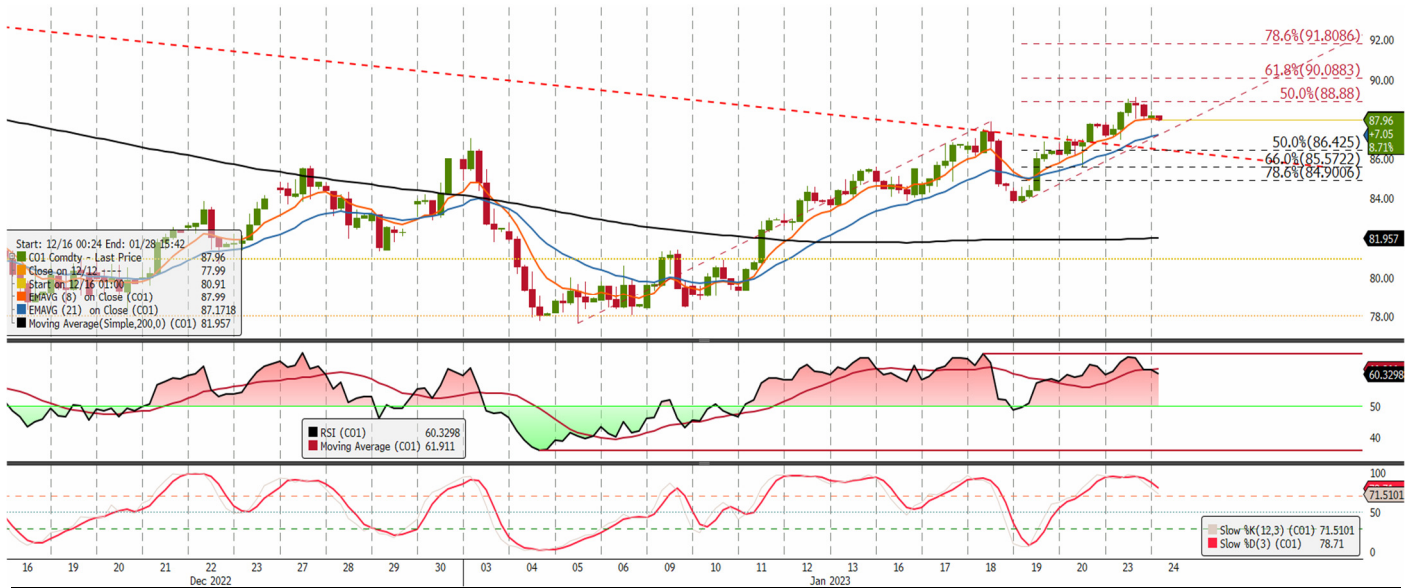 78.6%(91.8086)
92.00
61.8%(90.0883)
90.00
50.0%(88.88)
87.96
+7.05
8.71%
50.0%(86.425)
86.00
66.0%(85.5722)
78.6%(84.9006)
84.00
81.957
80.00
78.00
Start: 12/16 00:24 End: 01/28 15:42
CO1 Comdty - Last Price 87.96
Close on 12/12 ---- 77.99
Start on 12/16 01:00 80.91
EMAVG (8) on Close (CO1) 87.99
EMAVG (21) on Close (CO1) 87.1718
Moving Average(Simple,200,0) (CO1) 81.957
60.3298
50
40
RSI (CO1) 60.3298
Moving Average (CO1) 61.911
100
71.5101
50
0
Slow %K(12,3) (CO1) 71.5101
Slow %D(3) (CO1) 78.71
16 19 20 21 22 23 27 28 29 30 03 04 05 06 09 10 11 12 13 16 17 18 19 20 23 24
Dec 2022 Jan 2023